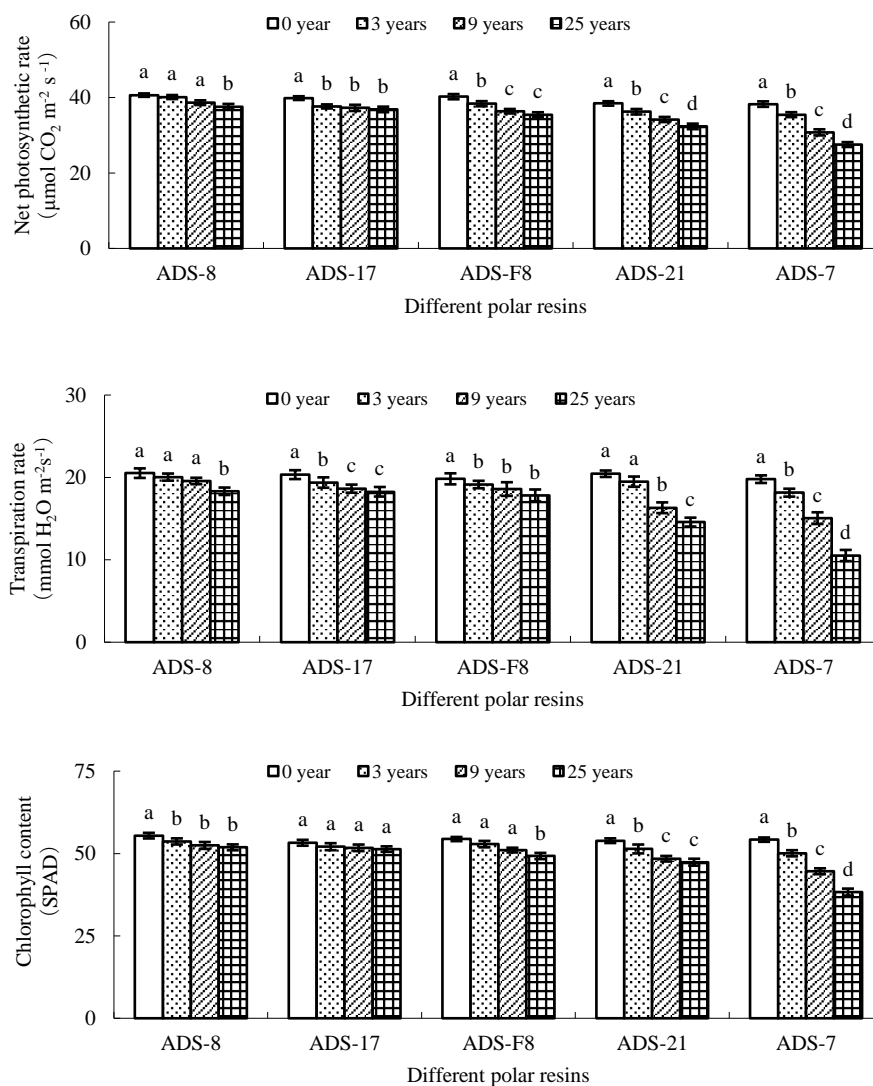 Net photosynthetic rate
(μmol CO₂ m⁻² s⁻¹)
60
40
20
0
0 year 3 years 9 years 25 years
a a a b a b b b a b c c a b c d a b c d
ADS-8 ADS-17 ADS-F8 ADS-21 ADS-7
Different polar resins
Transpiration rate
(mmol H₂O m⁻²s⁻¹)
30
20
10
0
0 year 3 years 9 years 25 years
a a a b a b c c a b b b a a b c a b c d
ADS-8 ADS-17 ADS-F8 ADS-21 ADS-7
Different polar resins
Chlorophyll content
(SPAD)
75
50
25
0
0 year 3 years 9 years 25 years
a b b b a a a a a a a b a b c c a b c d
ADS-8 ADS-17 ADS-F8 ADS-21 ADS-7
Different polar resins